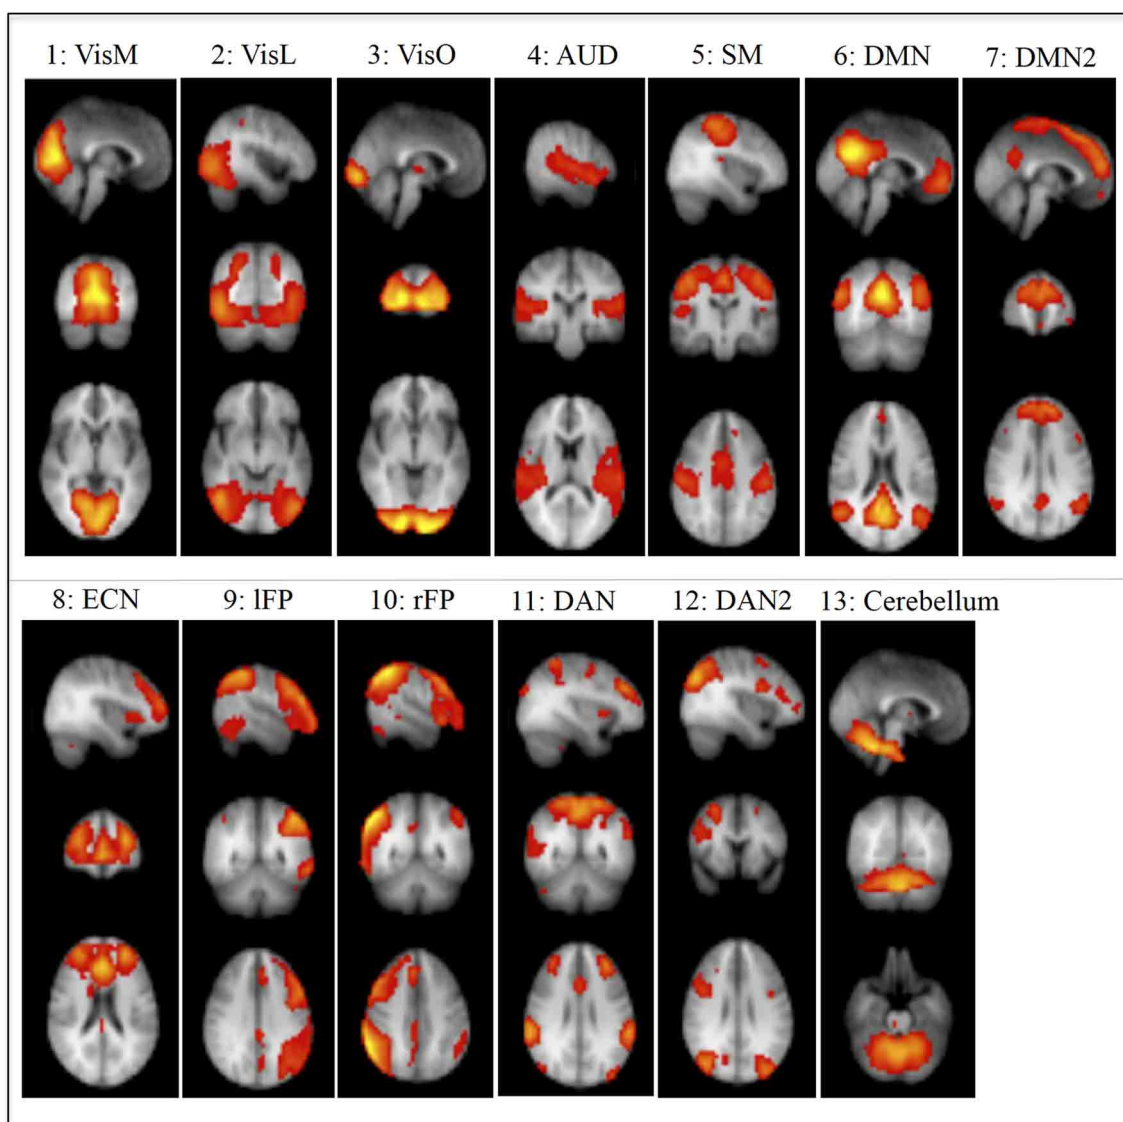 1: VisM 2: VisL 3: VisO 4: AUD 5: SM 6: DMN 7: DMN2
8: ECN 9: lFP 10: rFP 11: DAN 12: DAN2 13: Cerebellum